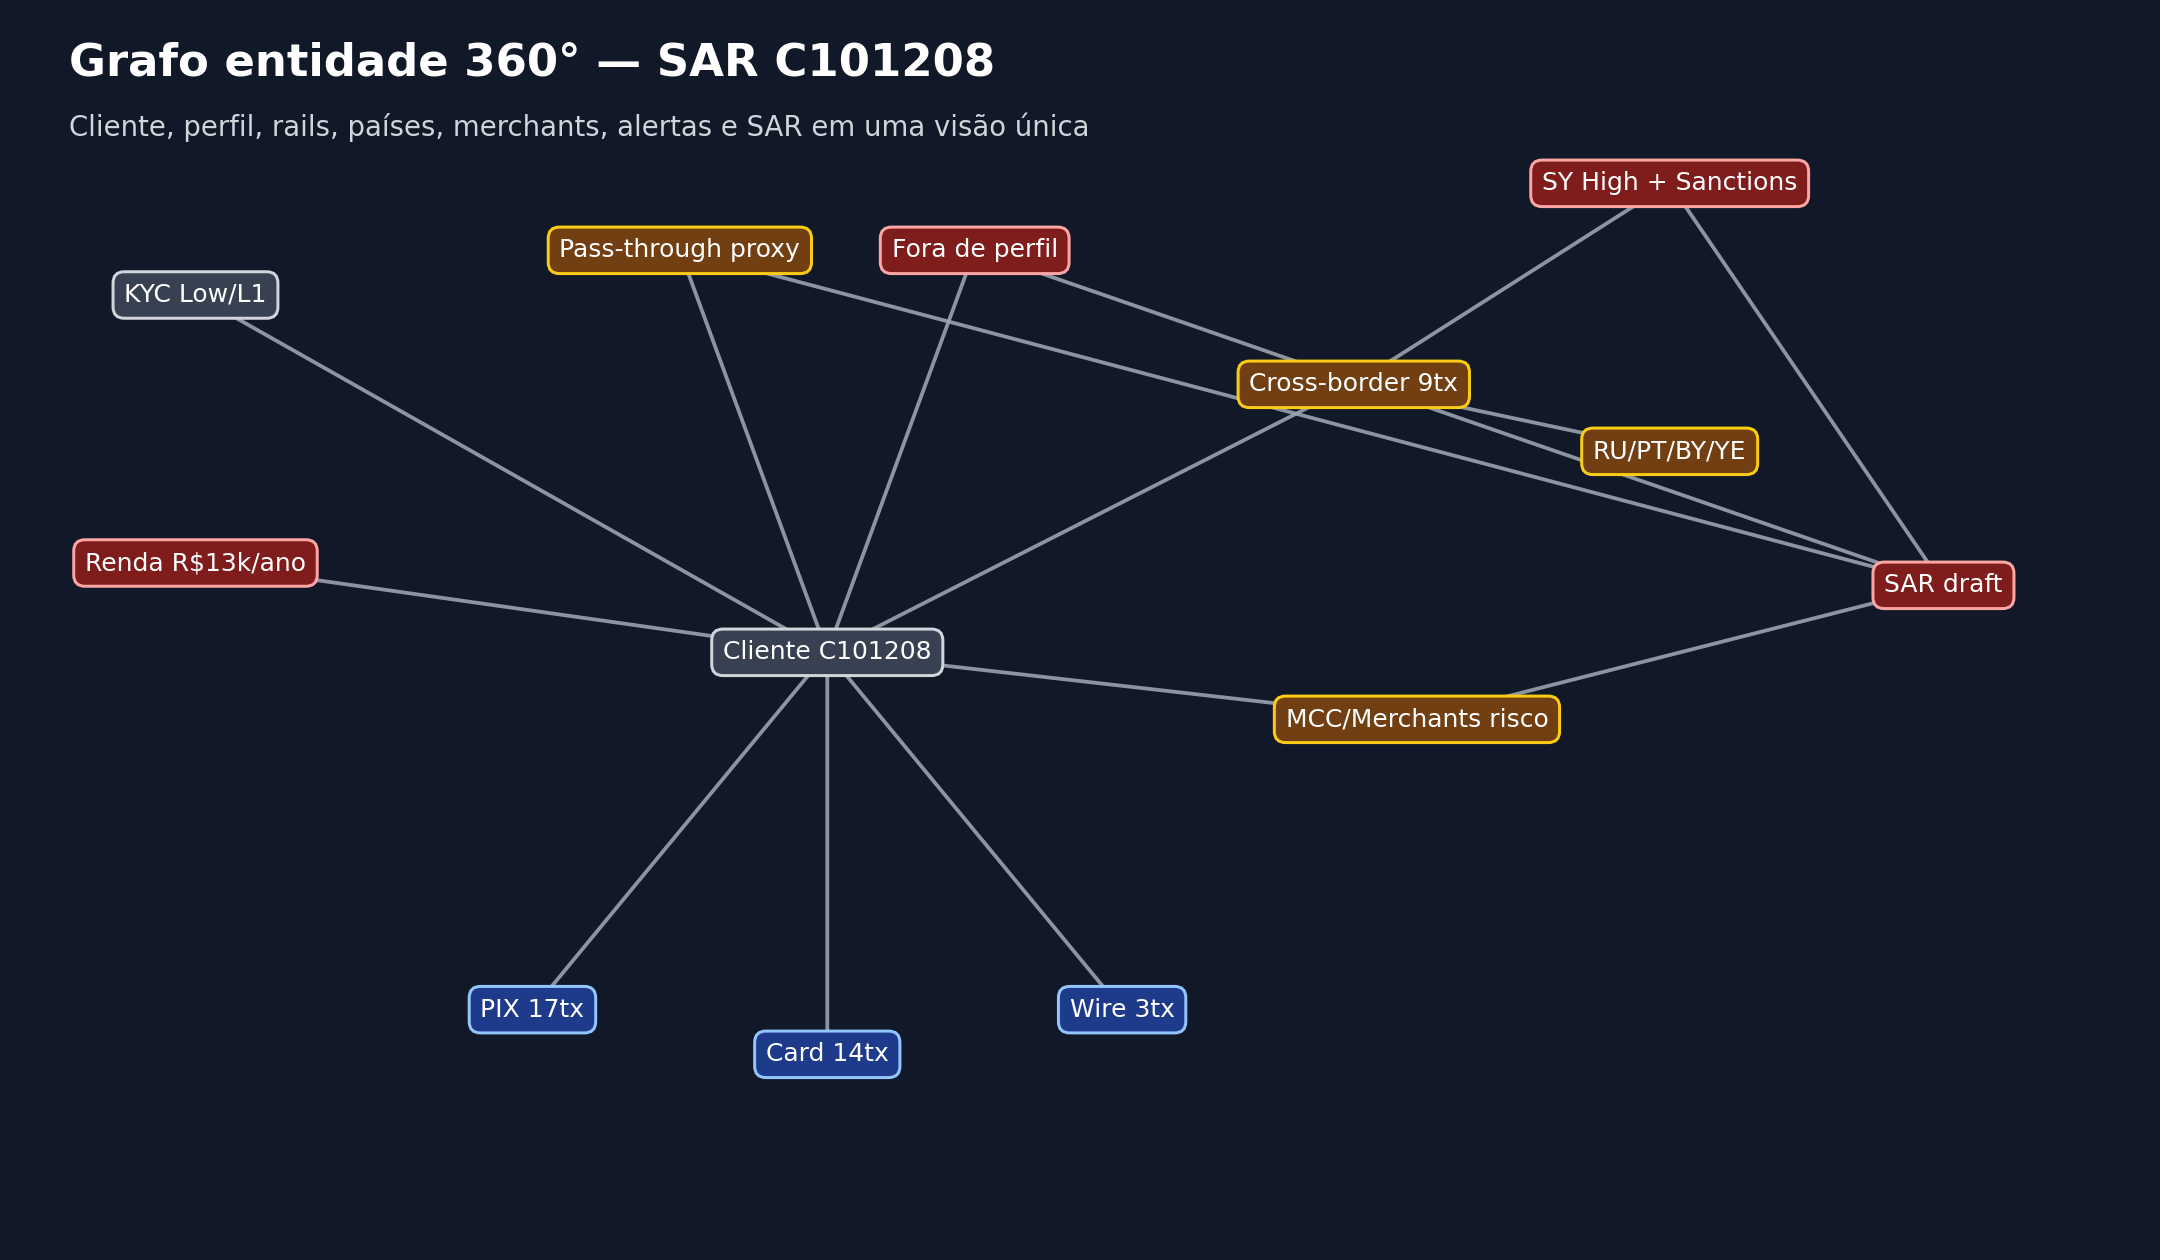 Grafo entidade 360° — SAR C101208
Cliente, perfil, rails, países, merchants, alertas e SAR em uma visão única
SY High + Sanctions
Pass-through proxy
Fora de perfil
KYC Low/L1
Cross-border 9tx
RU/PT/BY/YE
Renda R$13k/ano
SAR draft
Cliente C101208
MCC/Merchants risco
PIX 17tx
Wire 3tx
Card 14tx